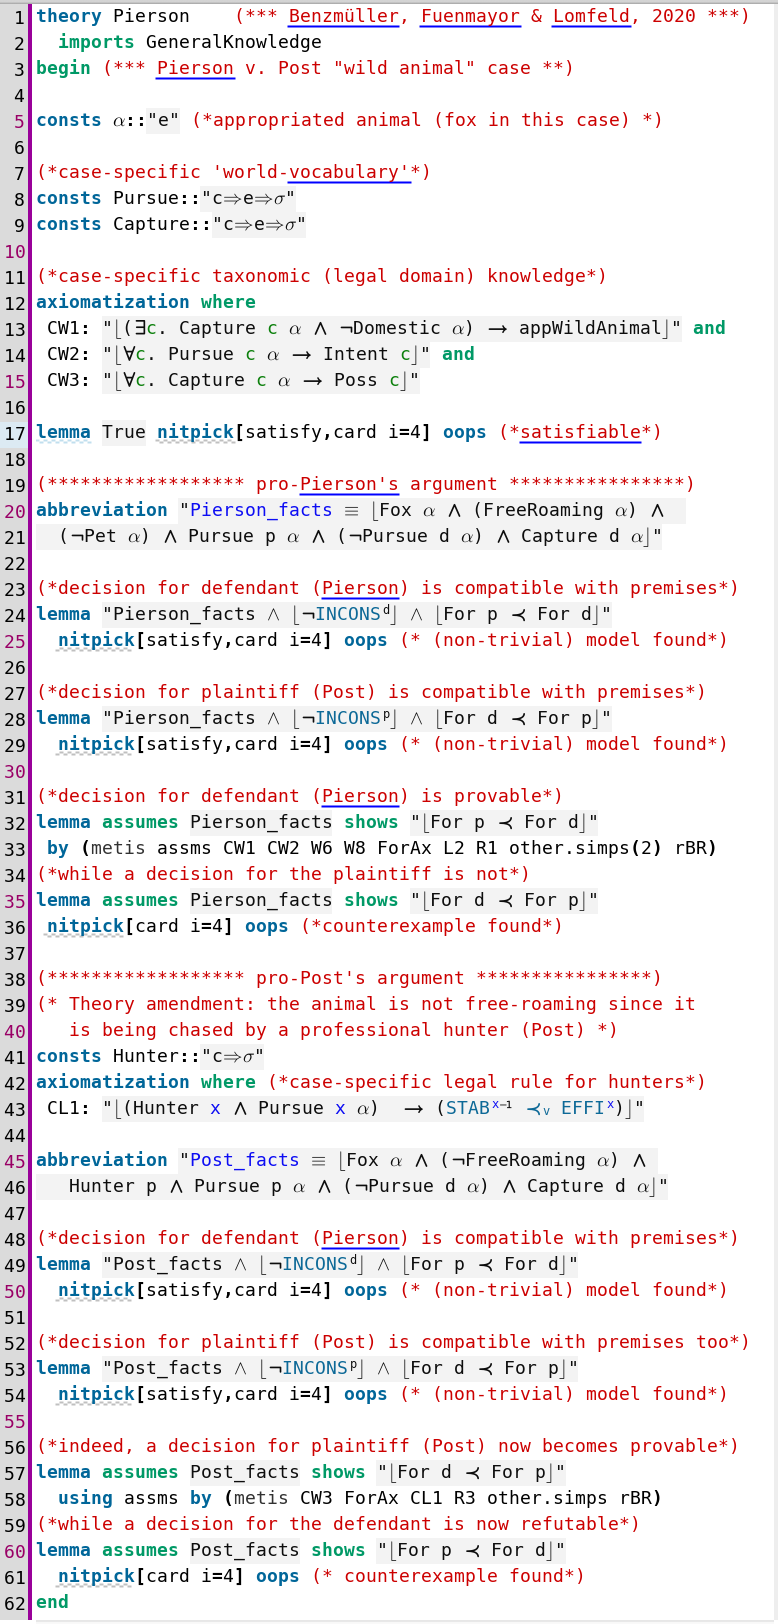 1 theory Pierson    (*** Benzmüller, Fuenmayor & Lomfeld, 2020 ***)
2   imports GeneralKnowledge
3 begin (*** Pierson v. Post "wild animal" case **)
4
5 consts α::"e" (*appropriated animal (fox in this case) *)
6
7 (*case-specific 'world-vocabulary'*)
8 consts Pursue::"c⇒e⇒σ"
9 consts Capture::"c⇒e⇒σ"
10
11 (*case-specific taxonomic (legal domain) knowledge*)
12 axiomatization where
13  CW1: "⌊(∃c. Capture c α ∧ ¬Domestic α) ⟶ appWildAnimal⌋" and
14  CW2: "⌊∀c. Pursue c α ⟶ Intent c⌋" and
15  CW3: "⌊∀c. Capture c α ⟶ Poss c⌋"
16
17 lemma True nitpick[satisfy,card i=4] oops (*satisfiable*)
18
19 (****************** pro-Pierson's argument ****************)
20 abbreviation "Pierson_facts ≡ ⌊Fox α ∧ (FreeRoaming α) ∧
21   (¬Pet α) ∧ Pursue p α ∧ (¬Pursue d α) ∧ Capture d α⌋"
22
23 (*decision for defendant (Pierson) is compatible with premises*)
24 lemma "Pierson_facts ∧ ⌊¬INCONSᵈ⌋ ∧ ⌊For p ≺ For d⌋"
25   nitpick[satisfy,card i=4] oops (* (non-trivial) model found*)
26
27 (*decision for plaintiff (Post) is compatible with premises*)
28 lemma "Pierson_facts ∧ ⌊¬INCONSᵖ⌋ ∧ ⌊For d ≺ For p⌋"
29   nitpick[satisfy,card i=4] oops (* (non-trivial) model found*)
30
31 (*decision for defendant (Pierson) is provable*)
32 lemma assumes Pierson_facts shows "⌊For p ≺ For d⌋"
33  by (metis assms CW1 CW2 W6 W8 ForAx L2 R1 other.simps(2) rBR)
34 (*while a decision for the plaintiff is not*)
35 lemma assumes Pierson_facts shows "⌊For d ≺ For p⌋"
36  nitpick[card i=4] oops (*counterexample found*)
37
38 (****************** pro-Post's argument ****************)
39 (* Theory amendment: the animal is not free-roaming since it
40    is being chased by a professional hunter (Post) *)
41 consts Hunter::"c⇒σ"
42 axiomatization where (*case-specific legal rule for hunters*)
43  CL1: "⌊(Hunter x ∧ Pursue x α)  ⟶ (STABˣ⁻¹ ≺ᵥ EFFIˣ)⌋"
44
45 abbreviation "Post_facts ≡ ⌊Fox α ∧ (¬FreeRoaming α) ∧
46    Hunter p ∧ Pursue p α ∧ (¬Pursue d α) ∧ Capture d α⌋"
47
48 (*decision for defendant (Pierson) is compatible with premises*)
49 lemma "Post_facts ∧ ⌊¬INCONSᵈ⌋ ∧ ⌊For p ≺ For d⌋"
50   nitpick[satisfy,card i=4] oops (* (non-trivial) model found*)
51
52 (*decision for plaintiff (Post) is compatible with premises too*)
53 lemma "Post_facts ∧ ⌊¬INCONSᵖ⌋ ∧ ⌊For d ≺ For p⌋"
54   nitpick[satisfy,card i=4] oops (* (non-trivial) model found*)
55
56 (*indeed, a decision for plaintiff (Post) now becomes provable*)
57 lemma assumes Post_facts shows "⌊For d ≺ For p⌋"
58   using assms by (metis CW3 ForAx CL1 R3 other.simps rBR)
59 (*while a decision for the defendant is now refutable*)
60 lemma assumes Post_facts shows "⌊For p ≺ For d⌋"
61   nitpick[card i=4] oops (* counterexample found*)
62 end